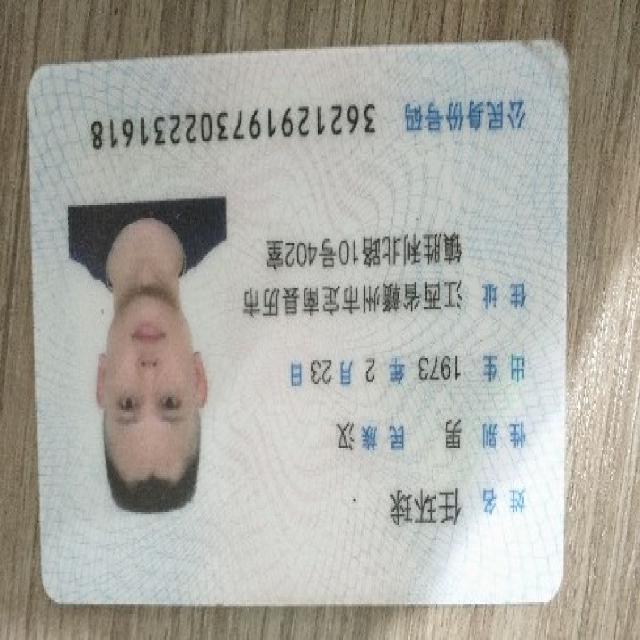 姓名 任环球
性别 男 民族 汉
出生 1973 年 2 月 23 日
住址 江西省赣州市定南县历市
镇胜利北路10号402室
公民身份号码 362129197302231618